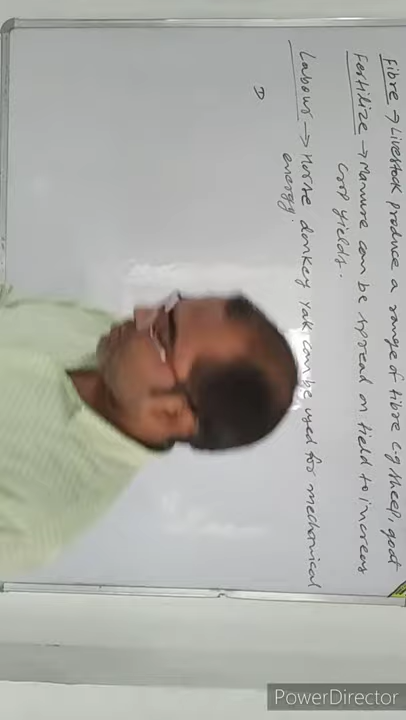 Fibre → Livestock produce a range of fibre e.g sheep, goat
Fertilize → Manure can be spread on field to increas
crop yields..
Labour → Horse, donkey yak can be used for mechanical
energy.
D
PowerDirector